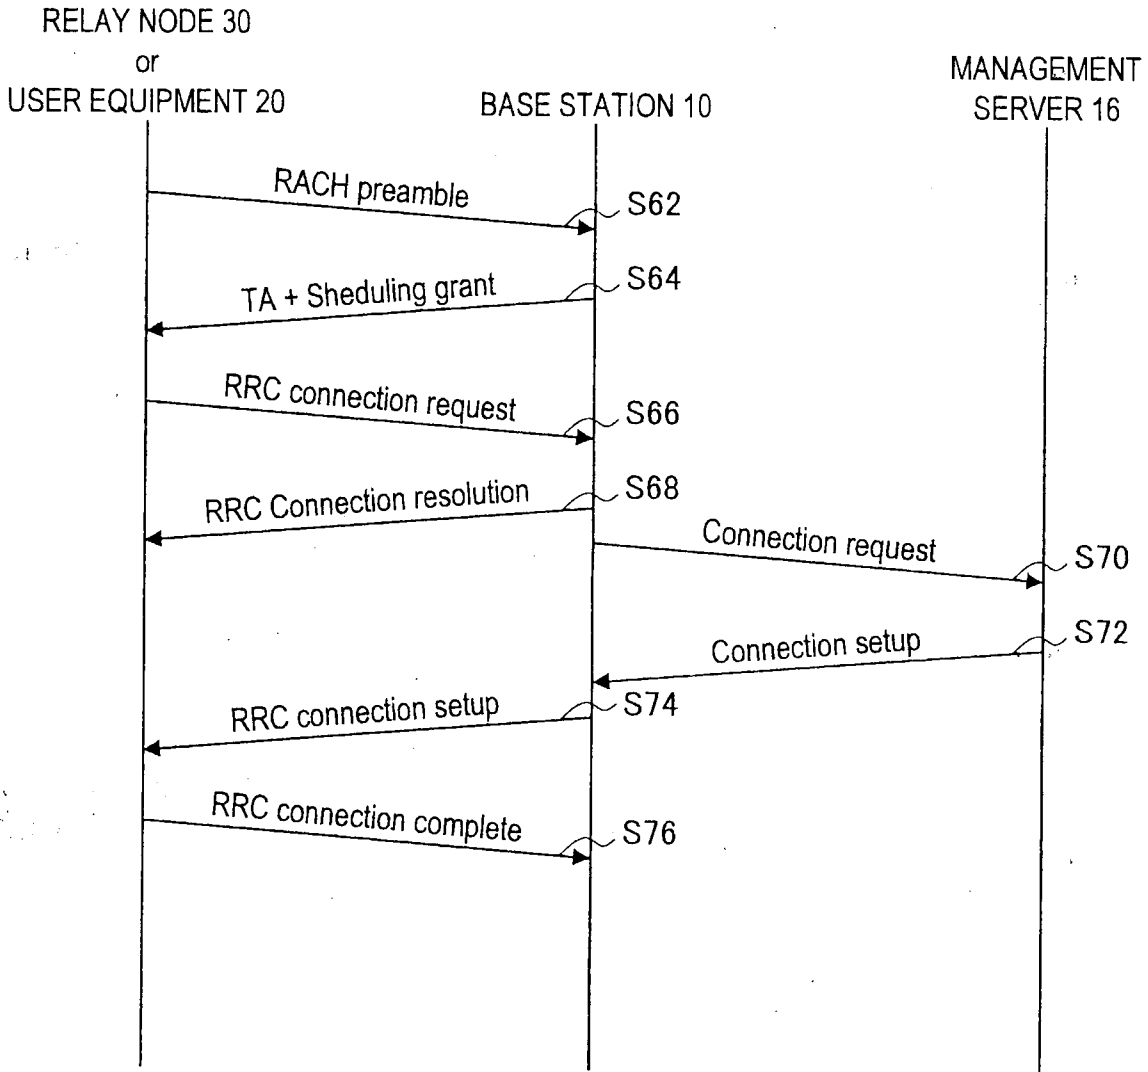 RELAY NODE 30
or
USER EQUIPMENT 20
BASE STATION 10
MANAGEMENT
SERVER 16
RACH preamble
S62
TA + Sheduling grant
S64
RRC connection request
S66
RRC Connection resolution
S68
Connection request
S70
Connection setup
S72
RRC connection setup
S74
RRC connection complete
S76